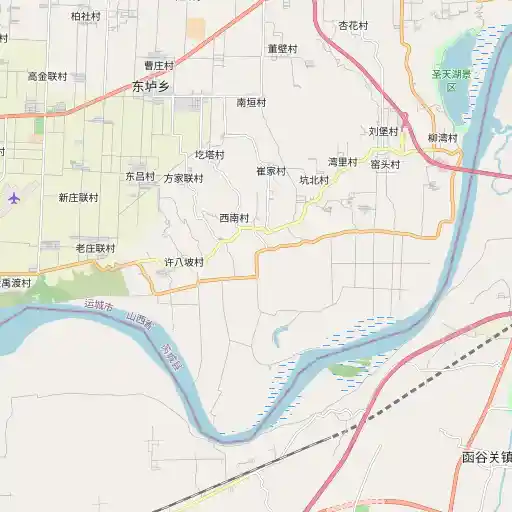 柏社村
杏花村
董壁村
曹庄村
高金联村
圣天湖景
区
东垆乡
南垣村
刘堡村
柳湾村
村
圪塔村
湾里村
窑头村
崔家村
东吕村
方家联村
坑北村
新庄联村
西南村
老庄联村
许八坡村
禹渡村
运城市
山西省
芮城县
函谷关镇